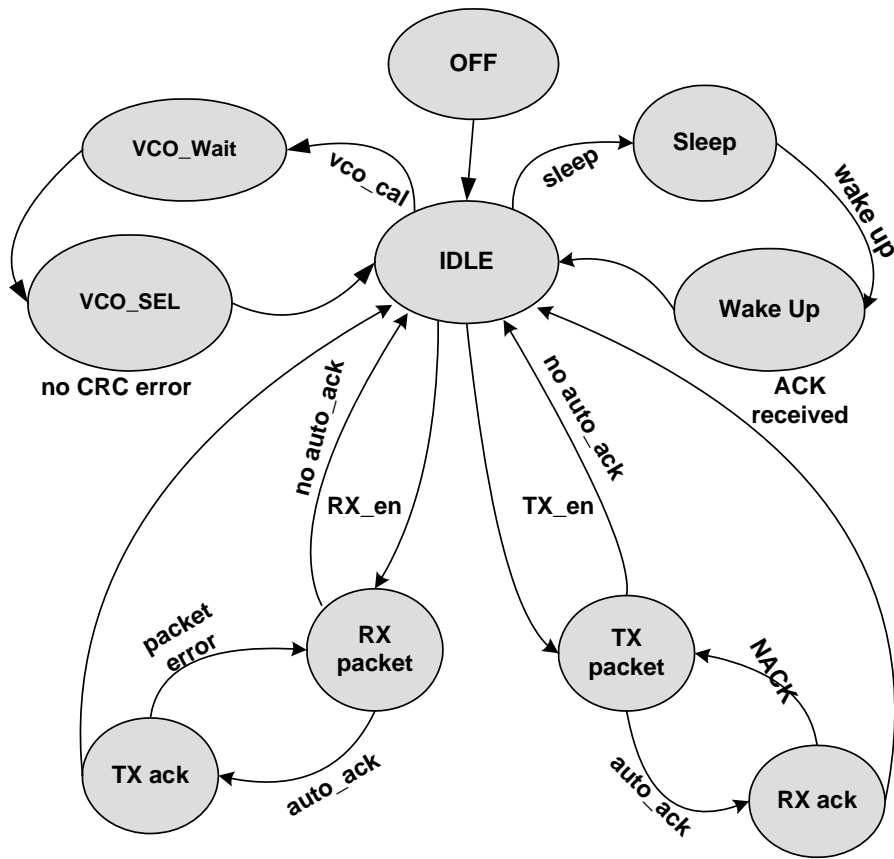 OFF
VCO_Wait
vco_cal
sleep
Sleep
wake up
IDLE
VCO_SEL
Wake Up
no CRC error
ACK
received
no auto_ack
RX_en
TX_en
no auto_ack
packet
error
RX
packet
TX
packet
NACK
TX ack
auto_ack
auto_ack
RX ack